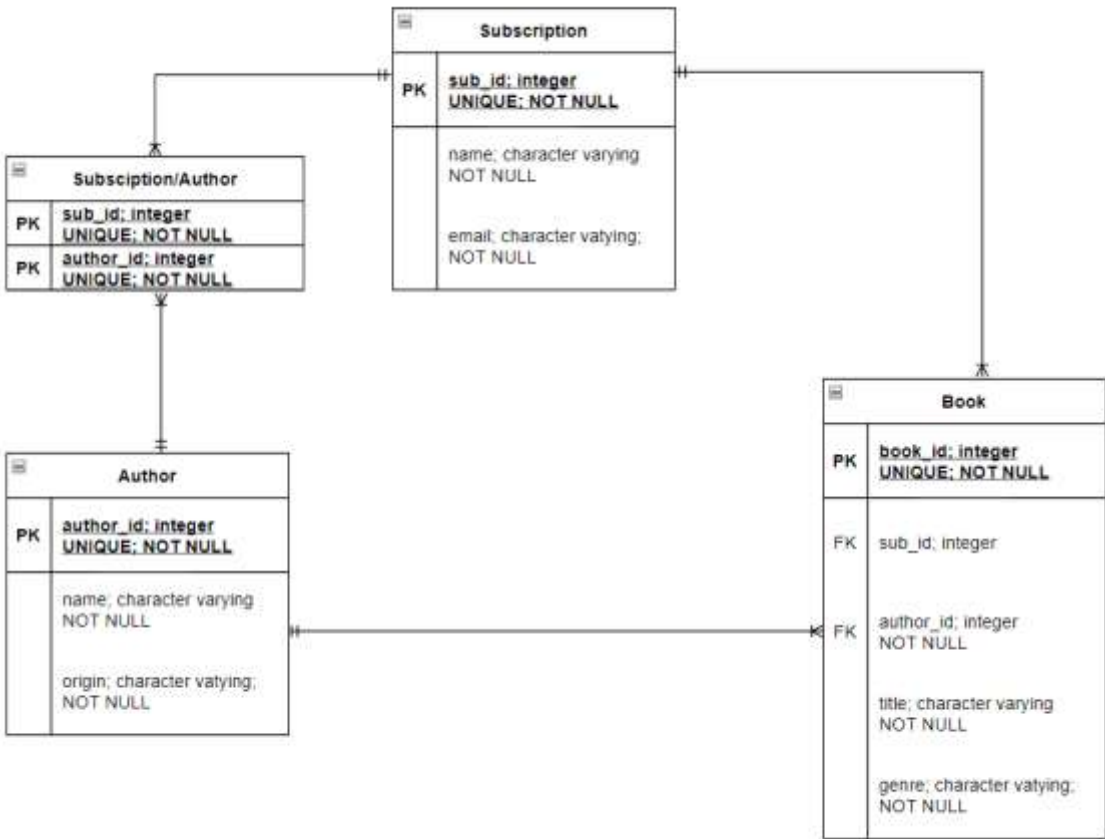 Subscription
PK
sub_id; integer
UNIQUE; NOT NULL
name; character varying
NOT NULL
email; character vatying;
NOT NULL
Subsciption/Author
PK
sub_id; integer
UNIQUE; NOT NULL
PK
author_id; integer
UNIQUE; NOT NULL
Author
PK
author_id; integer
UNIQUE; NOT NULL
name; character varying
NOT NULL
origin; character vatying;
NOT NULL
Book
PK
book_id; integer
UNIQUE; NOT NULL
FK
sub_id; integer
FK
author_id; integer
NOT NULL
title; character varying
NOT NULL
genre; character vatying;
NOT NULL